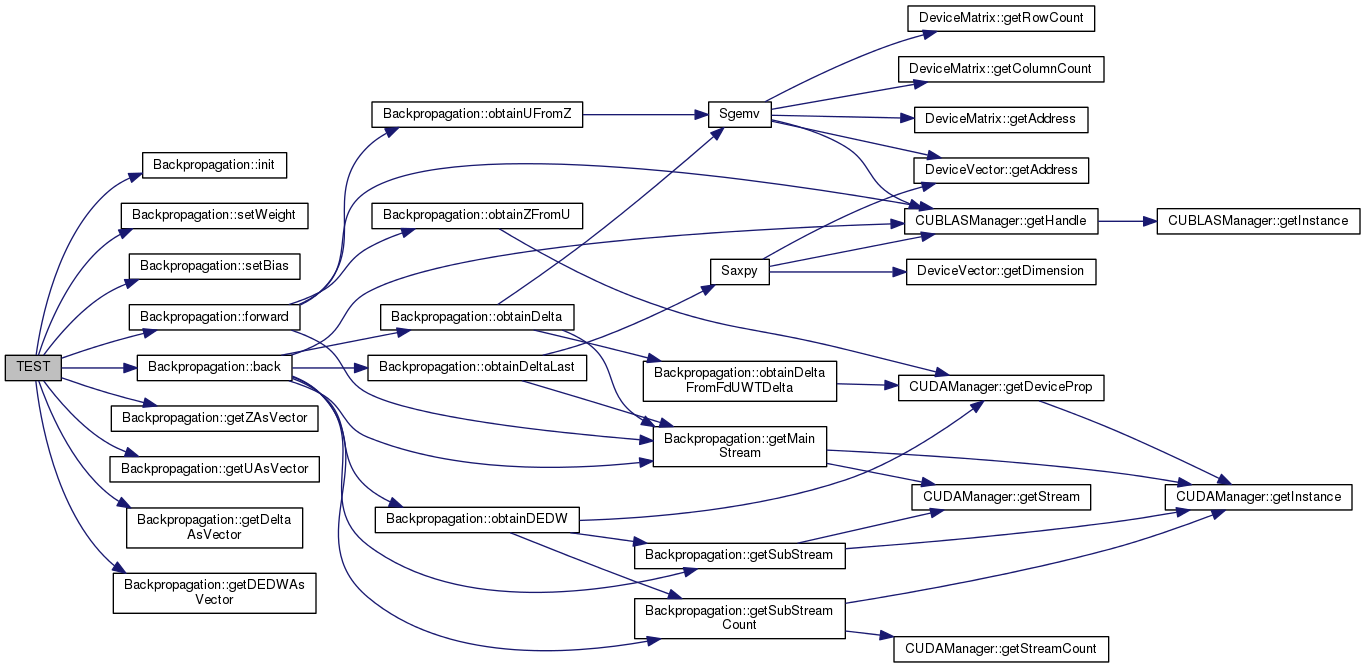 TEST
Backpropagation::init
Backpropagation::setWeight
Backpropagation::setBias
Backpropagation::forward
Backpropagation::back
Backpropagation::getZAsVector
Backpropagation::getUAsVector
Backpropagation::getDelta
AsVector
Backpropagation::getDEDWAs
Vector
Backpropagation::obtainUFromZ
Backpropagation::obtainZFromU
Backpropagation::obtainDelta
Backpropagation::obtainDeltaLast
Backpropagation::obtainDEDW
Sgemv
Saxpy
Backpropagation::obtainDelta
FromFdUWTDelta
Backpropagation::getMain
Stream
Backpropagation::getSubStream
Backpropagation::getSubStream
Count
DeviceMatrix::getRowCount
DeviceMatrix::getColumnCount
DeviceMatrix::getAddress
DeviceVector::getAddress
CUBLASManager::getHandle
DeviceVector::getDimension
CUDAManager::getDeviceProp
CUDAManager::getStream
CUDAManager::getStreamCount
CUBLASManager::getInstance
CUDAManager::getInstance